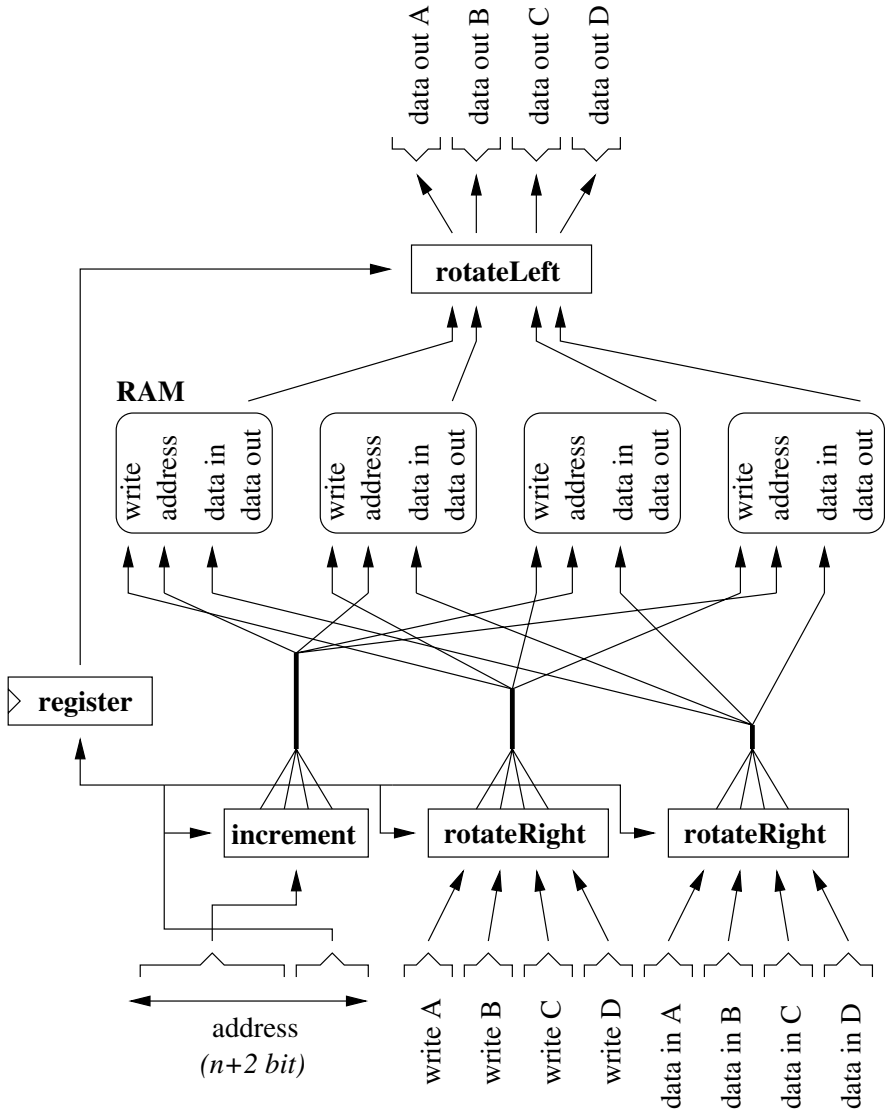 data out A
data out B
data out C
data out D
rotateLeft
RAM
write
address
data in
data out
write
address
data in
data out
write
address
data in
data out
write
address
data in
data out
register
increment
rotateRight
rotateRight
address
(n+2 bit)
write A
write B
write C
write D
data in A
data in B
data in C
data in D